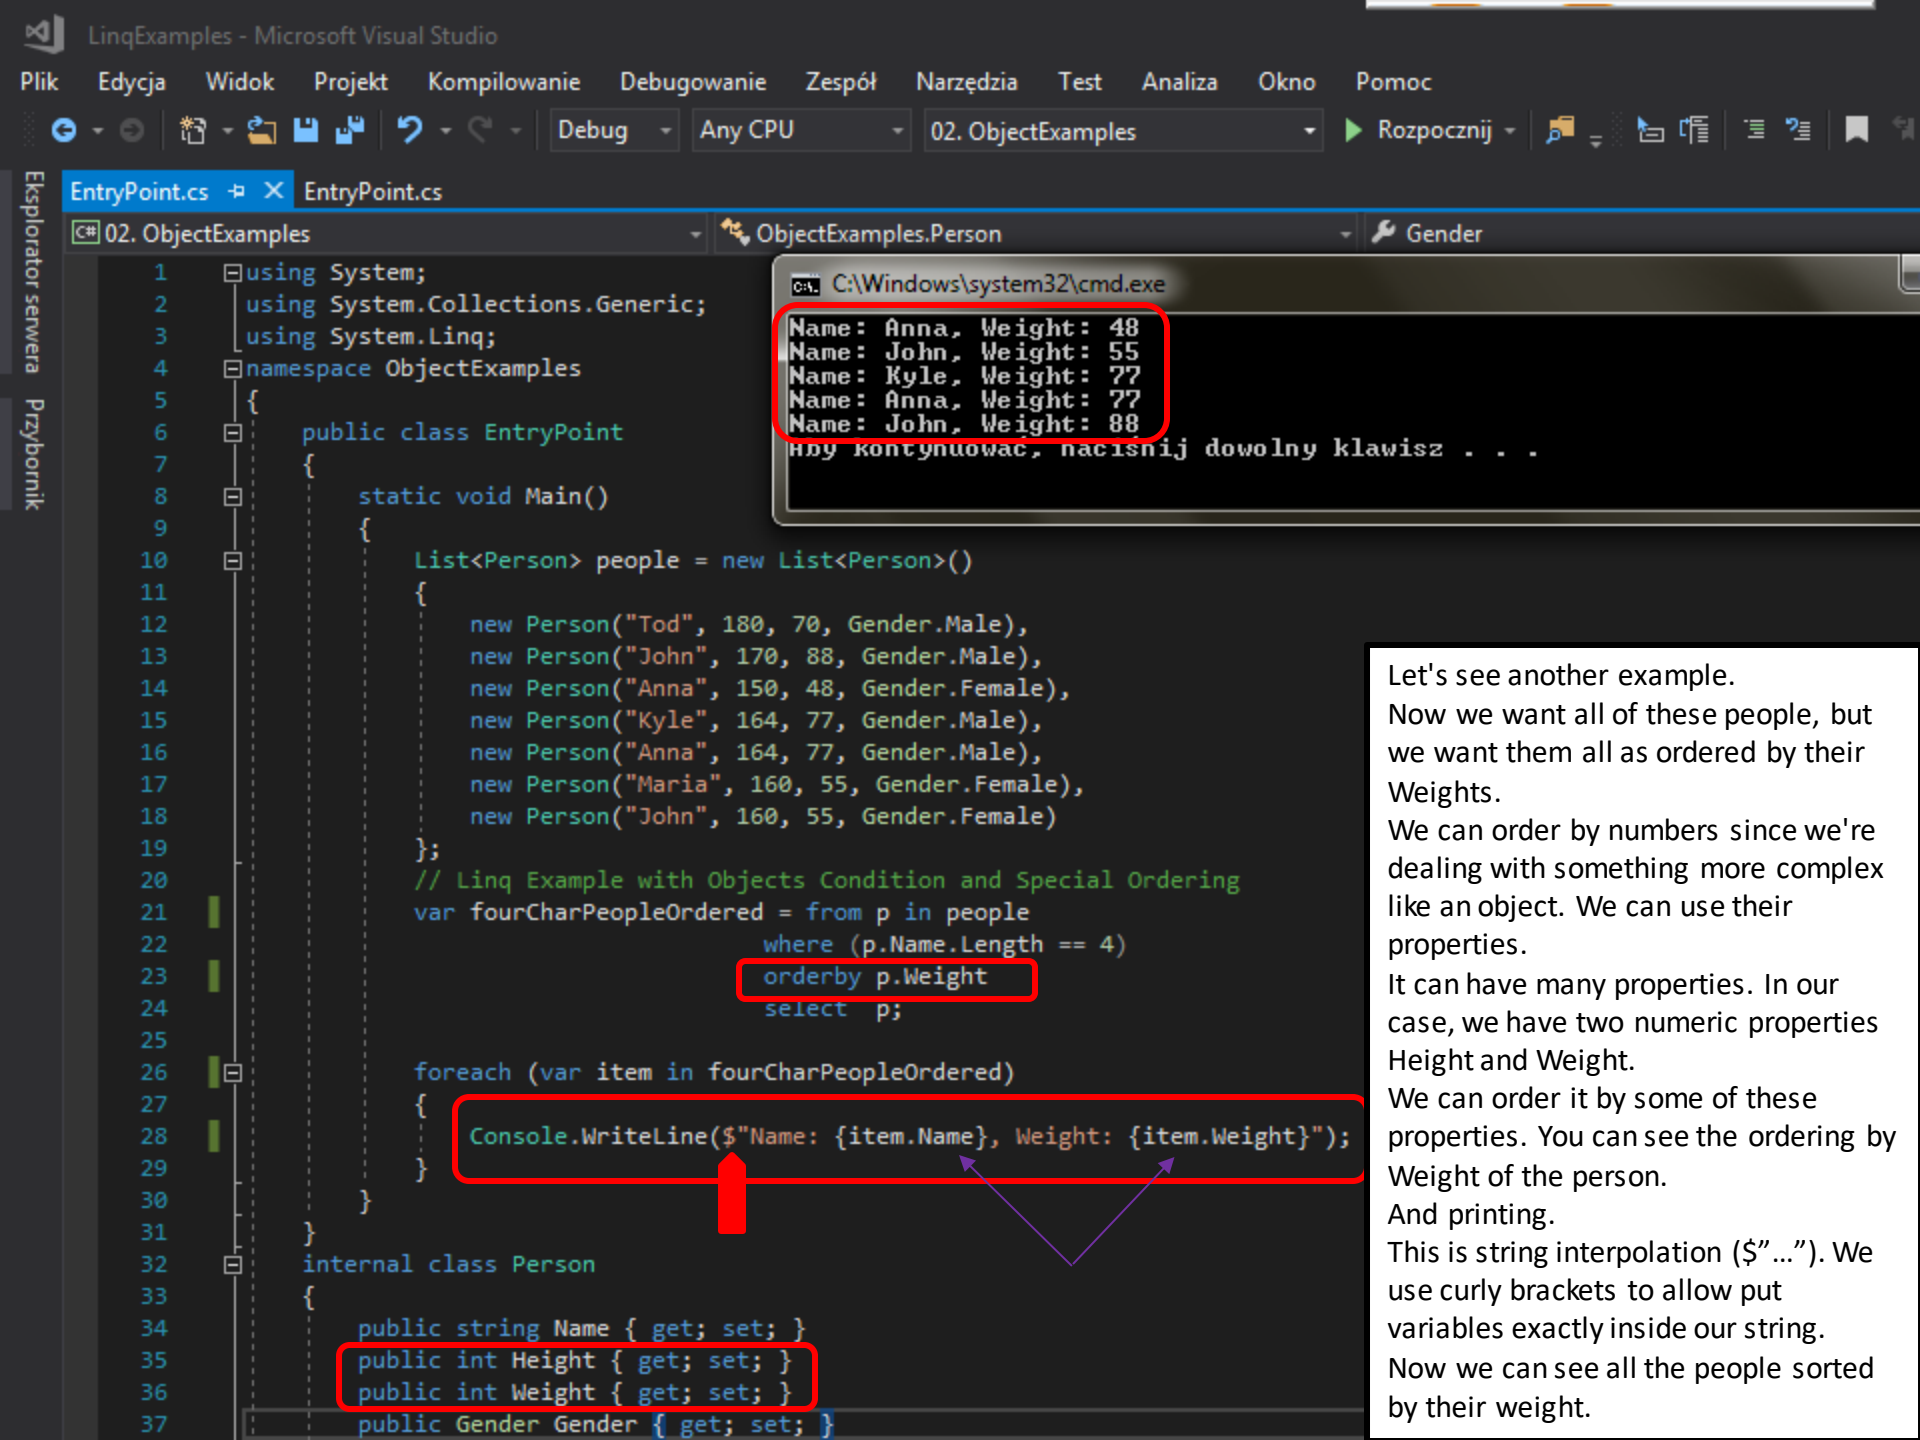 LinqExamples - Microsoft Visual Studio
Plik Edycja Widok Projekt Kompilowanie Debugowanie Zespół Narzędzia Test Analiza Okno Pomoc
Debug Any CPU 02. ObjectExamples Rozpocznij
Eksplorator serwera
Przybornik
EntryPoint.cs EntryPoint.cs
C# 02. ObjectExamples ObjectExamples.Person Gender
1 using System;
2 using System.Collections.Generic;
3 using System.Linq;
4 namespace ObjectExamples
5 {
6 public class EntryPoint
7 {
8 static void Main()
9 {
10 List<Person> people = new List<Person>()
11 {
12 new Person("Tod", 180, 70, Gender.Male),
13 new Person("John", 170, 88, Gender.Male),
14 new Person("Anna", 150, 48, Gender.Female),
15 new Person("Kyle", 164, 77, Gender.Male),
16 new Person("Anna", 164, 77, Gender.Male),
17 new Person("Maria", 160, 55, Gender.Female),
18 new Person("John", 160, 55, Gender.Female)
19 };
20 // Linq Example with Objects Condition and Special Ordering
21 var fourCharPeopleOrdered = from p in people
22 where (p.Name.Length == 4)
23 orderby p.Weight
24 select p;
25
26 foreach (var item in fourCharPeopleOrdered)
27 {
28 Console.WriteLine($"Name: {item.Name}, Weight: {item.Weight}");
29 }
30 }
31 }
32 internal class Person
33 {
34 public string Name { get; set; }
35 public int Height { get; set; }
36 public int Weight { get; set; }
37 public Gender Gender { get; set; }
C:\Windows\system32\cmd.exe
Name: Anna, Weight: 48
Name: John, Weight: 55
Name: Kyle, Weight: 77
Name: Anna, Weight: 77
Name: John, Weight: 88
Aby kontynuować, naciśnij dowolny klawisz . . .
Let's see another example.
Now we want all of these people, but
we want them all as ordered by their
Weights.
We can order by numbers since we're
dealing with something more complex
like an object. We can use their
properties.
It can have many properties. In our
case, we have two numeric properties
Height and Weight.
We can order it by some of these
properties. You can see the ordering by
Weight of the person.
And printing.
This is string interpolation ($”…”). We
use curly brackets to allow put
variables exactly inside our string.
Now we can see all the people sorted
by their weight.